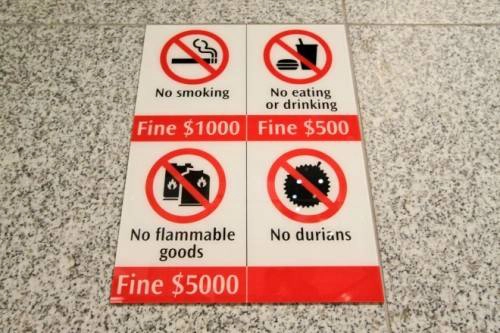 No smoking
Fine $1000
No eating
or drinking
Fine $500
No flammable
goods
Fine $5000
No durians